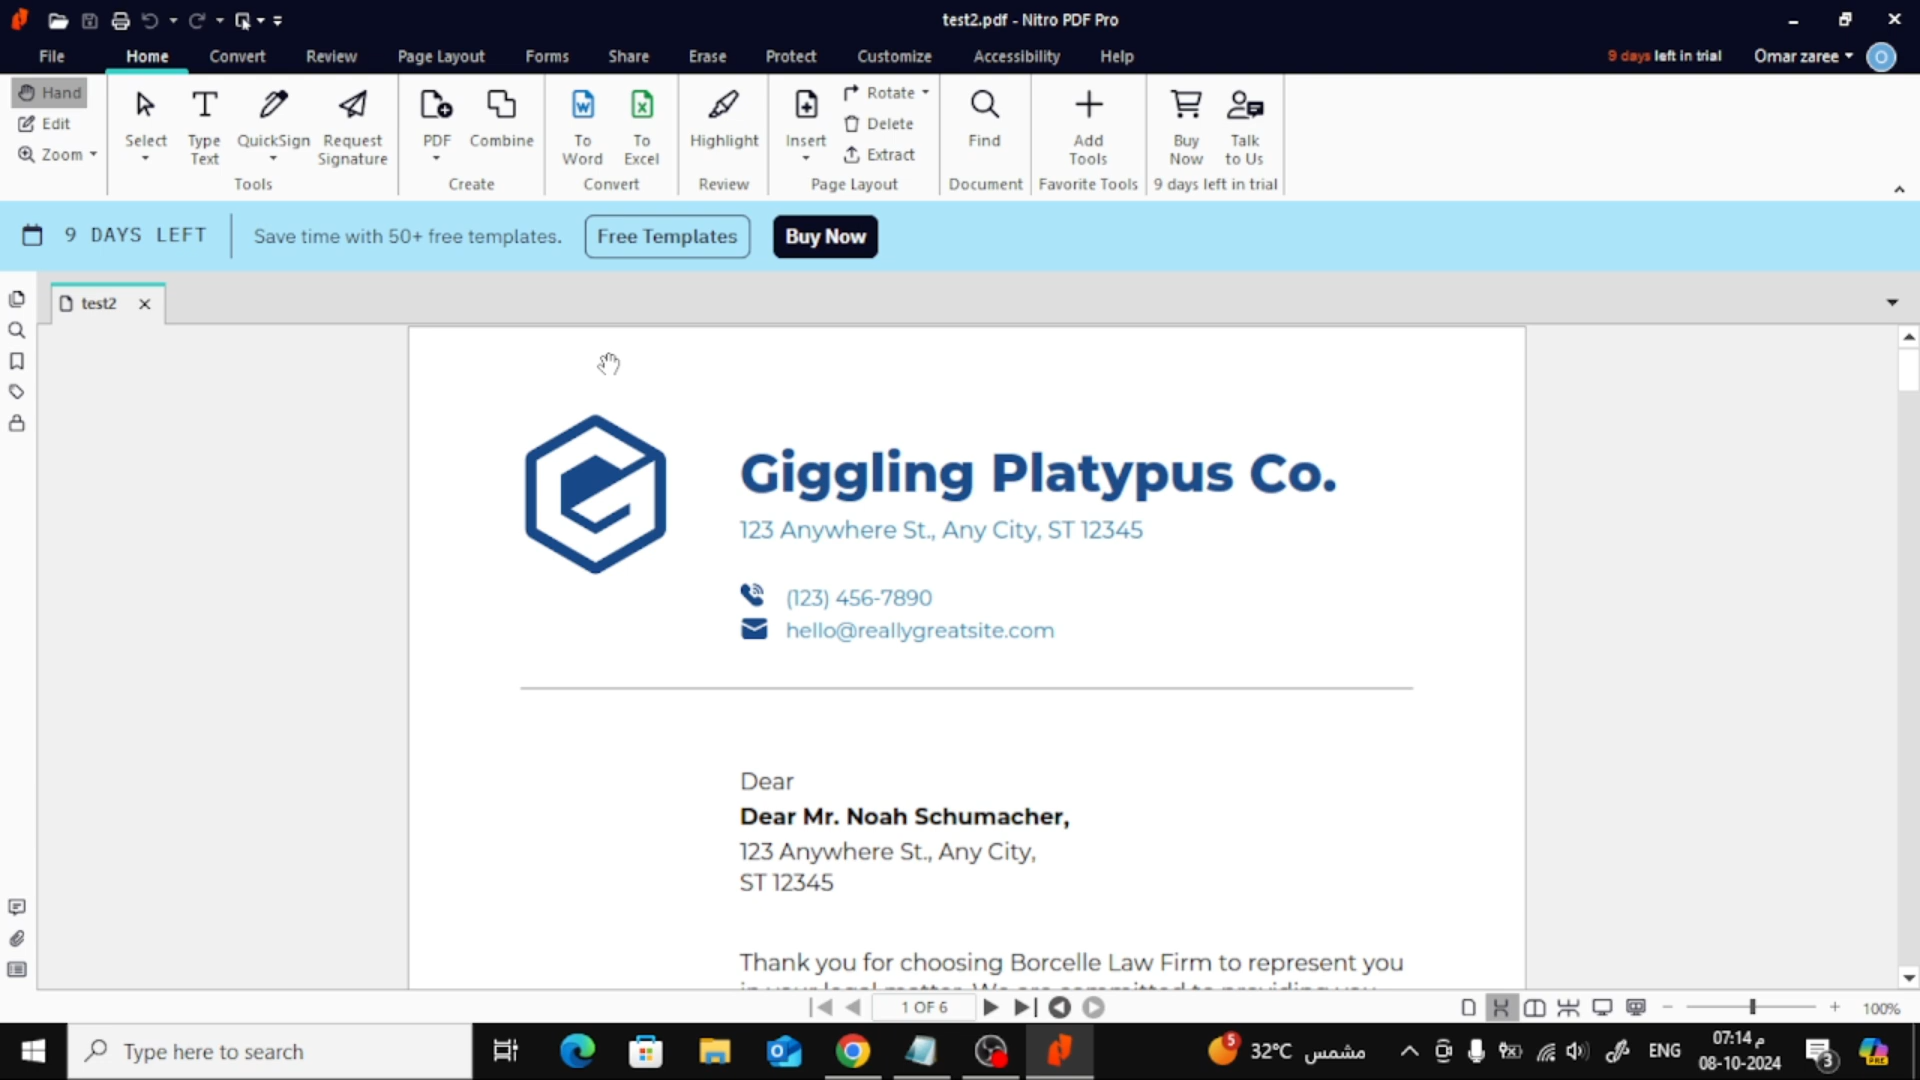 test2.pdf - Nitro PDF Pro
File Home Convert Review Page Layout Forms Share Erase Protect Customize Accessibility Help 9 days left in trial Omar zaree O
Hand
Edit
Zoom
Select
Type Text
QuickSign
Request Signature
Tools
PDF
Combine
Create
To Word
To Excel
Convert
Highlight
Review
Insert
Rotate
Delete
Extract
Page Layout
Find
Document
Add Tools
Favorite Tools
Buy Now
Talk to Us
9 days left in trial
9 DAYS LEFT Save time with 50+ free templates. Free Templates Buy Now
test2
Giggling Platypus Co.
123 Anywhere St., Any City, ST 12345
(123) 456-7890
hello@reallygreatsite.com
Dear
Dear Mr. Noah Schumacher,
123 Anywhere St., Any City,
ST 12345
Thank you for choosing Borcelle Law Firm to represent you
1 OF 6 100%
Type here to search
5 32°C مشمس ENG
07:14 م
08-10-2024
3
PRE